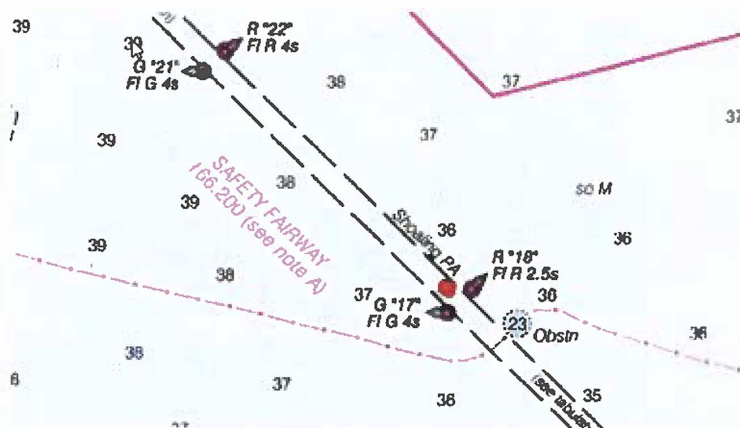 39
R "22"
Fl R 4s
39
G "21"
Fl G 4s
38
37
37
37
39
38
SAFETY FAIRWAY
166.200 (see note A)
so M
39
Shoaling PA
36
36
39
38
R "18"
Fl R 2.5s
37
G "17"
Fl G 4s
36
23
Obstn
36
38
37
36
35
(see tabulat